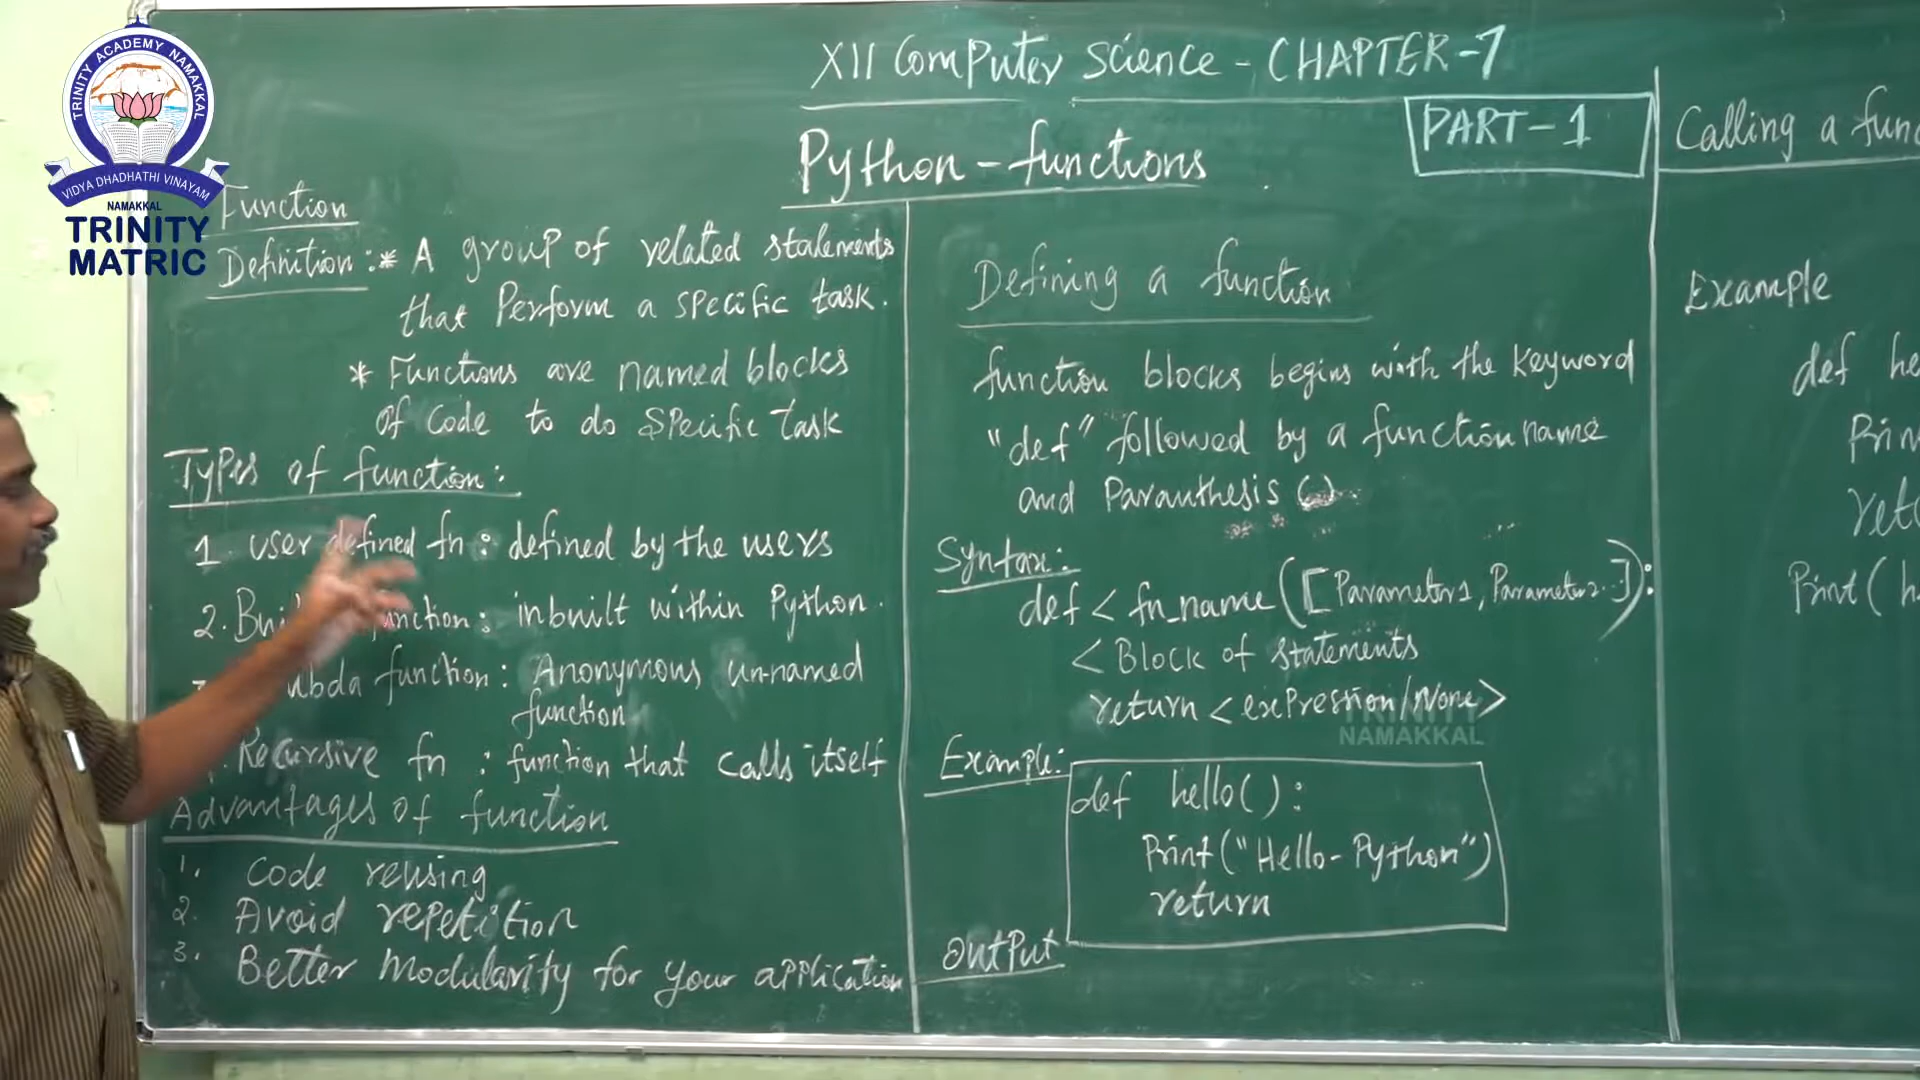 TRINITY ACADEMY NAMAKKAL
VIDYA DHADHATHI VINAYAM
NAMAKKAL
TRINITY
MATRIC
XII Computer Science - CHAPTER-7
PART-1
Python - functions
Function
Definition :* A group of related statements
that Perform a specific task.
* Functions are named blocks
of code to do specific task
Types of function:
1. user defined fn : defined by the users
2. function : inbuilt within Python.
function : Anonymous un-named
function
Recursive fn : function that calls itself
Advantages of function
1. Code reusing
2. Avoid repetition
3. Better Modularity for your application
Defining a function
function blocks begins with the Keyword
"def" followed by a function name
and Paranthesis ( )
Syntax:
def < fn_name ([Parameter1, Parameter2..]):
< Block of statements
return < expression/None >
TRINITY
NAMAKKAL
Example:
def hello():
Print("Hello-Python")
return
Output
Calling a
Example
def